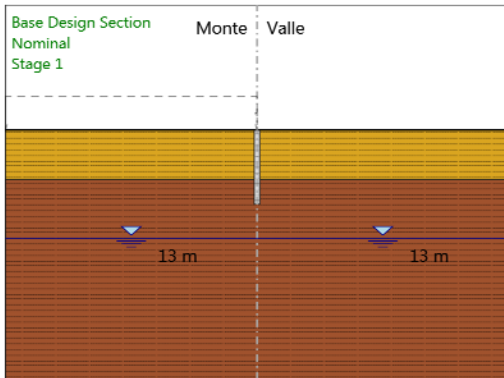 Base Design Section
Nominal
Stage 1
Monte Valle
13 m 13 m